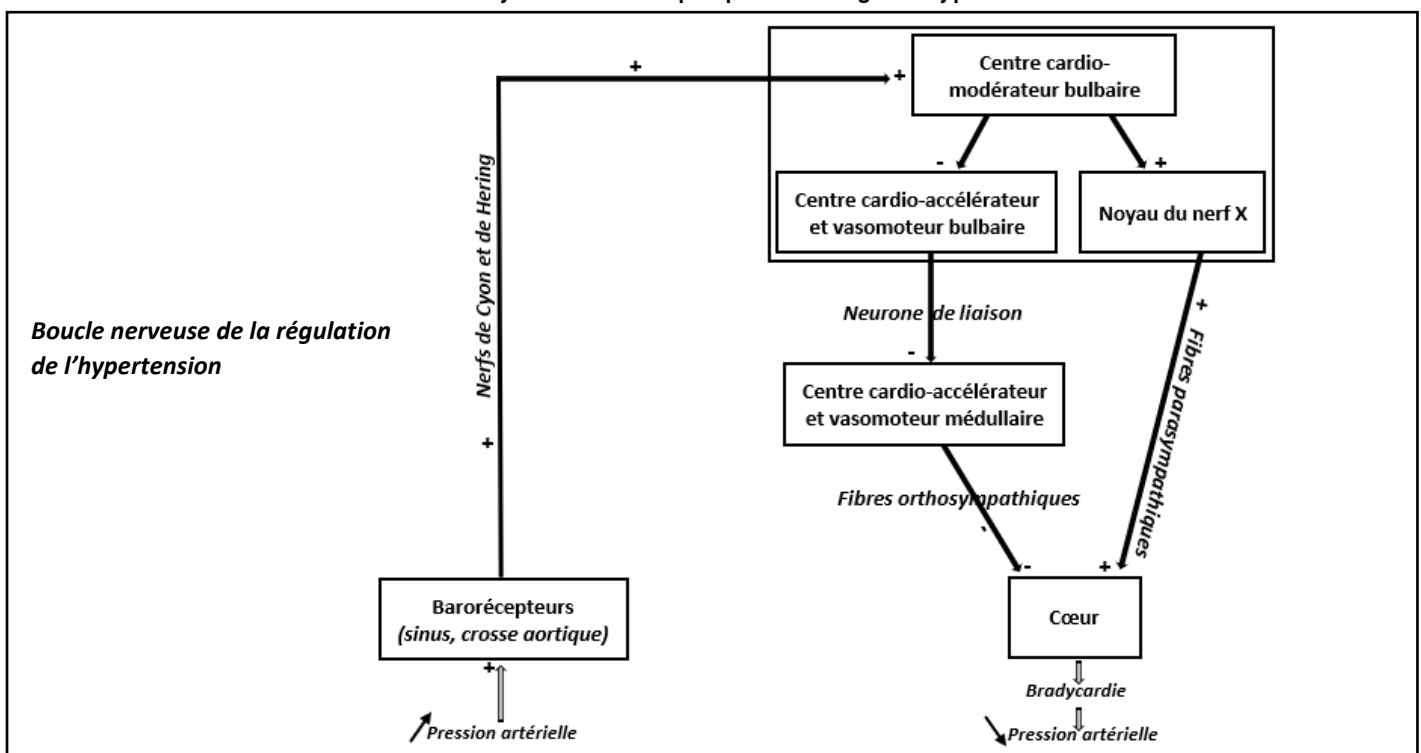 +
+
Centre cardio-
modérateur bulbaire
-
+
Centre cardio-accélérateur
et vasomoteur bulbaire
Noyau du nerf X
Nerfs de Cyon et de Hering
+
Boucle nerveuse de la régulation
de l’hypertension
Neurone de liaison
-
+
Fibres parasympathiques
Centre cardio-accélérateur
et vasomoteur médullaire
Fibres orthosympathiques
-
-
+
Barorécepteurs
(sinus, crosse aortique)
Cœur
+
Bradycardie
Pression artérielle
Pression artérielle